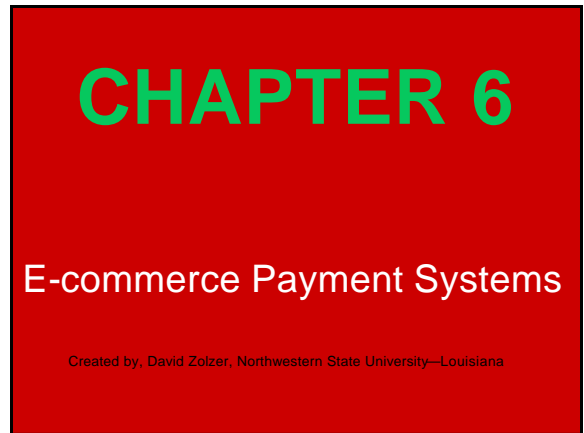 CHAPTER 6
E-commerce Payment Systems
Created by, David Zolzer, Northwestern State University—Louisiana